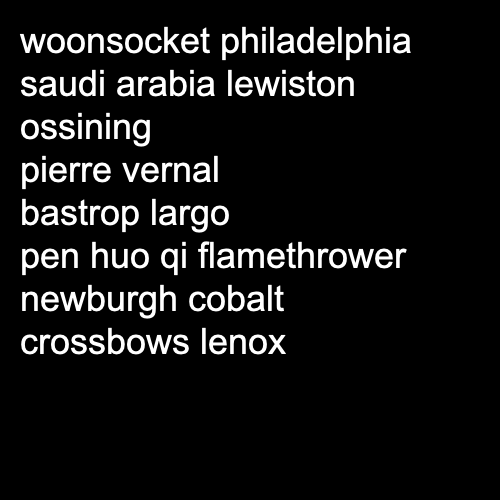 woonsocket philadelphia
saudi arabia lewiston
ossining
pierre vernal
bastrop largo
pen huo qi flamethrower
newburgh cobalt
crossbows lenox